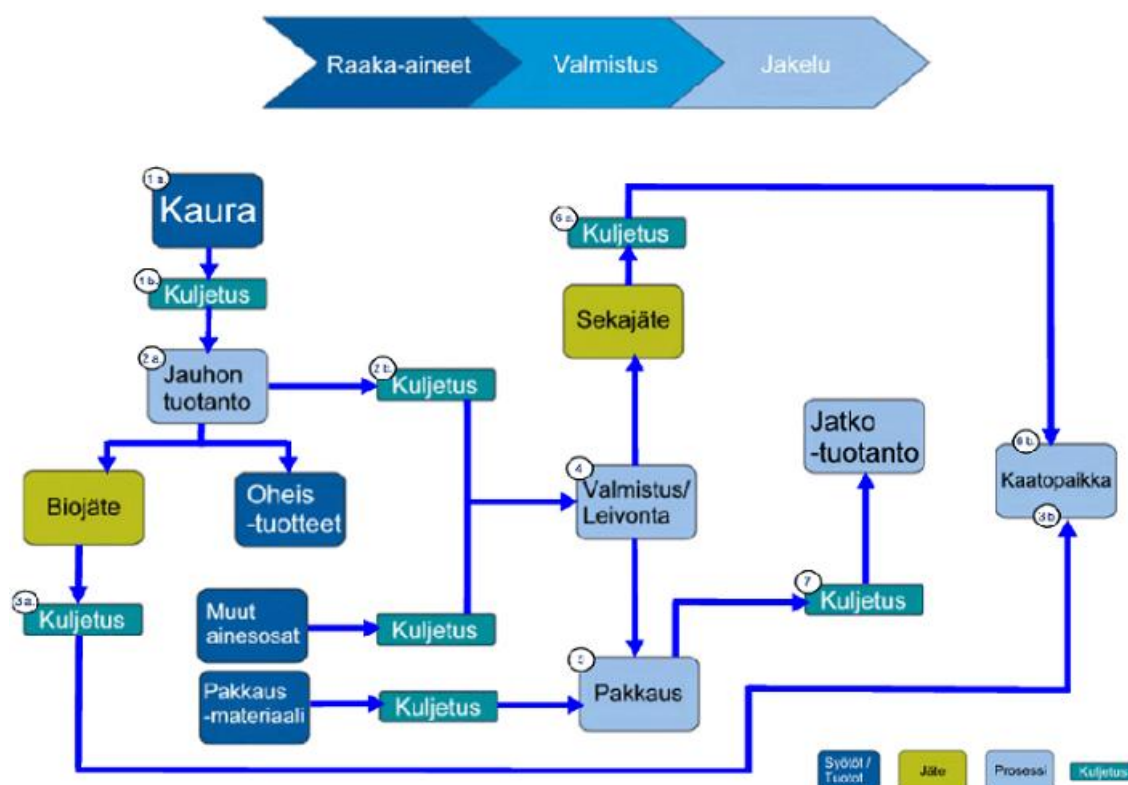 Raaka-aineet
Valmistus
Jakelu
1 a.
Kaura
1 b.
Kuljetus
2 a.
Jauhon
tuotanto
2 b.
Kuljetus
Biojäte
Oheis
-tuotteet
3 a.
Kuljetus
Muut
ainesosat
Kuljetus
Pakkaus
-materiaali
Kuljetus
Kuljetus
Sekajäte
4
Valmistus/
Leivonta
5
Pakkaus
Jatko
-tuotanto
7
Kuljetus
6 b.
Kaatopaikka
3 b.
Syötöt /
Tuotot
Jäte
Prosessi
Kuljetus